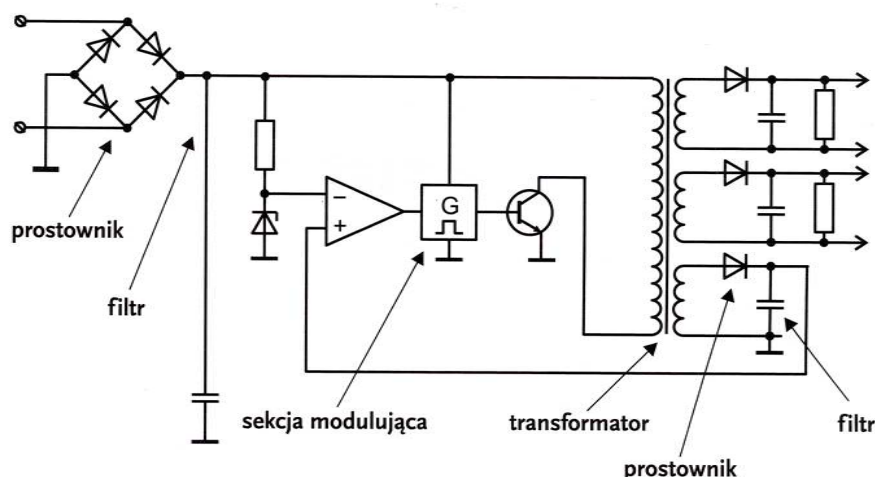 prostownik
filtr
−
+
G
sekcja modulująca
transformator
filtr
prostownik